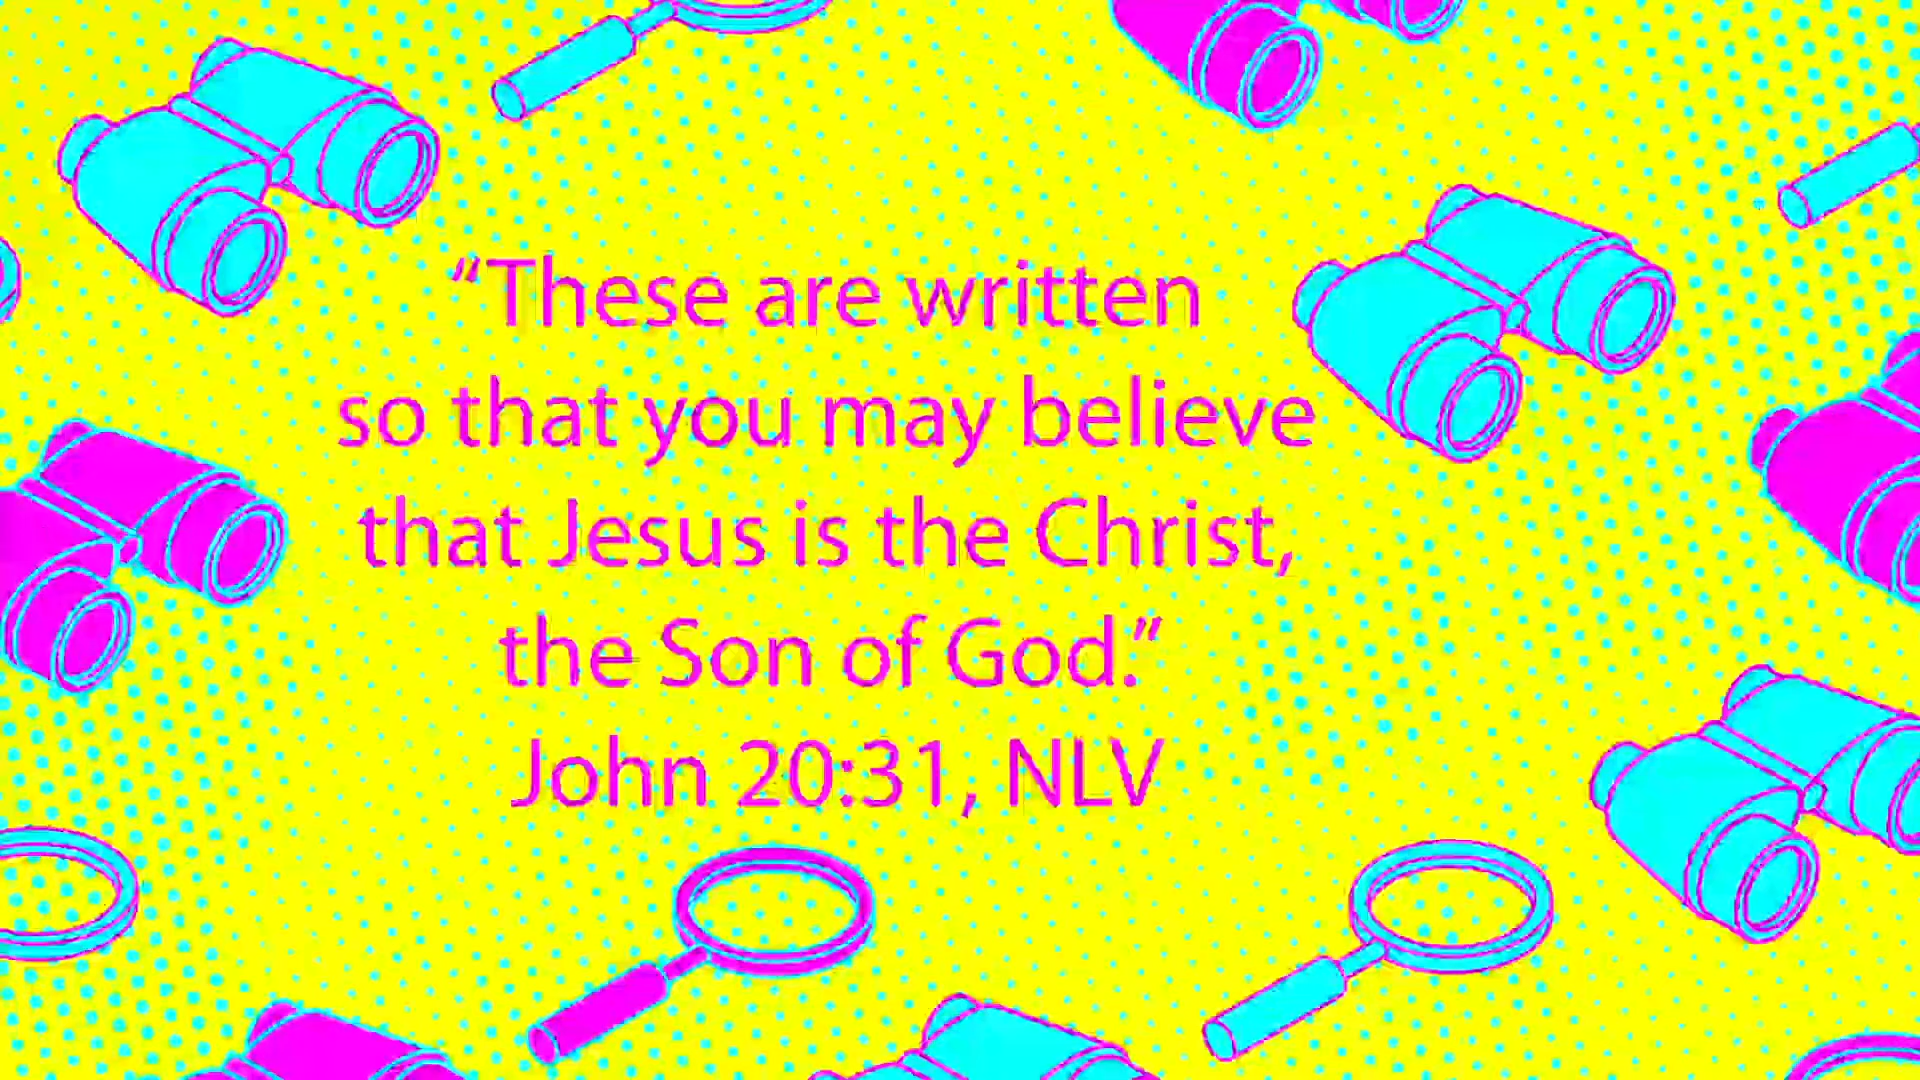 “These are written
so that you may believe
that Jesus is the Christ,
the Son of God.”
John 20:31, NLV